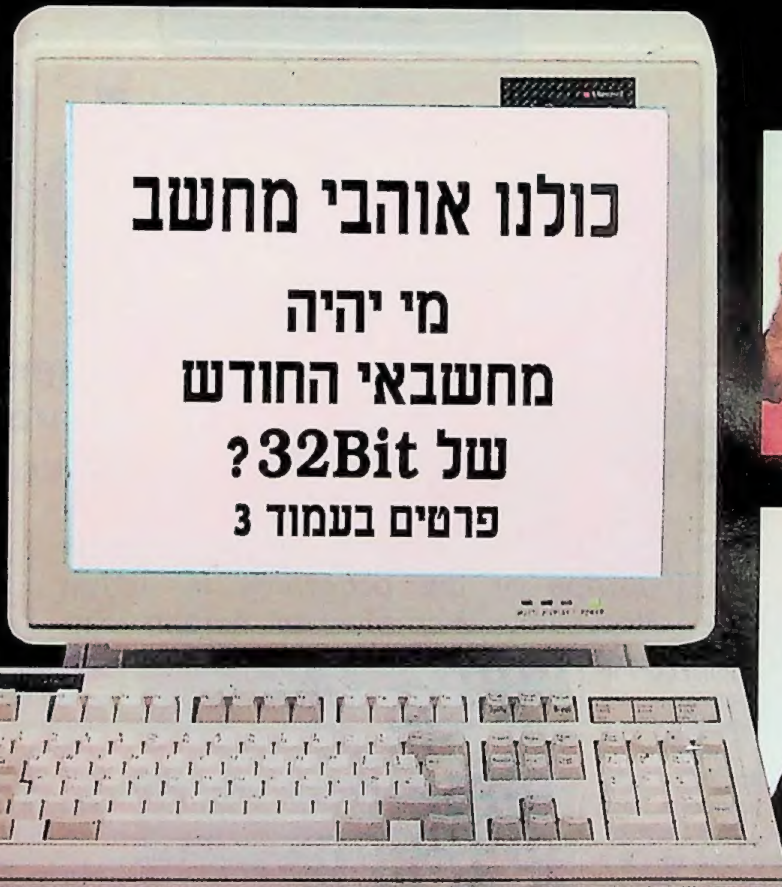 כולנו אוהבי מחשב
מי יהיה
מחשבאי החודש
של 32Bit?
פרטים בעמוד 3